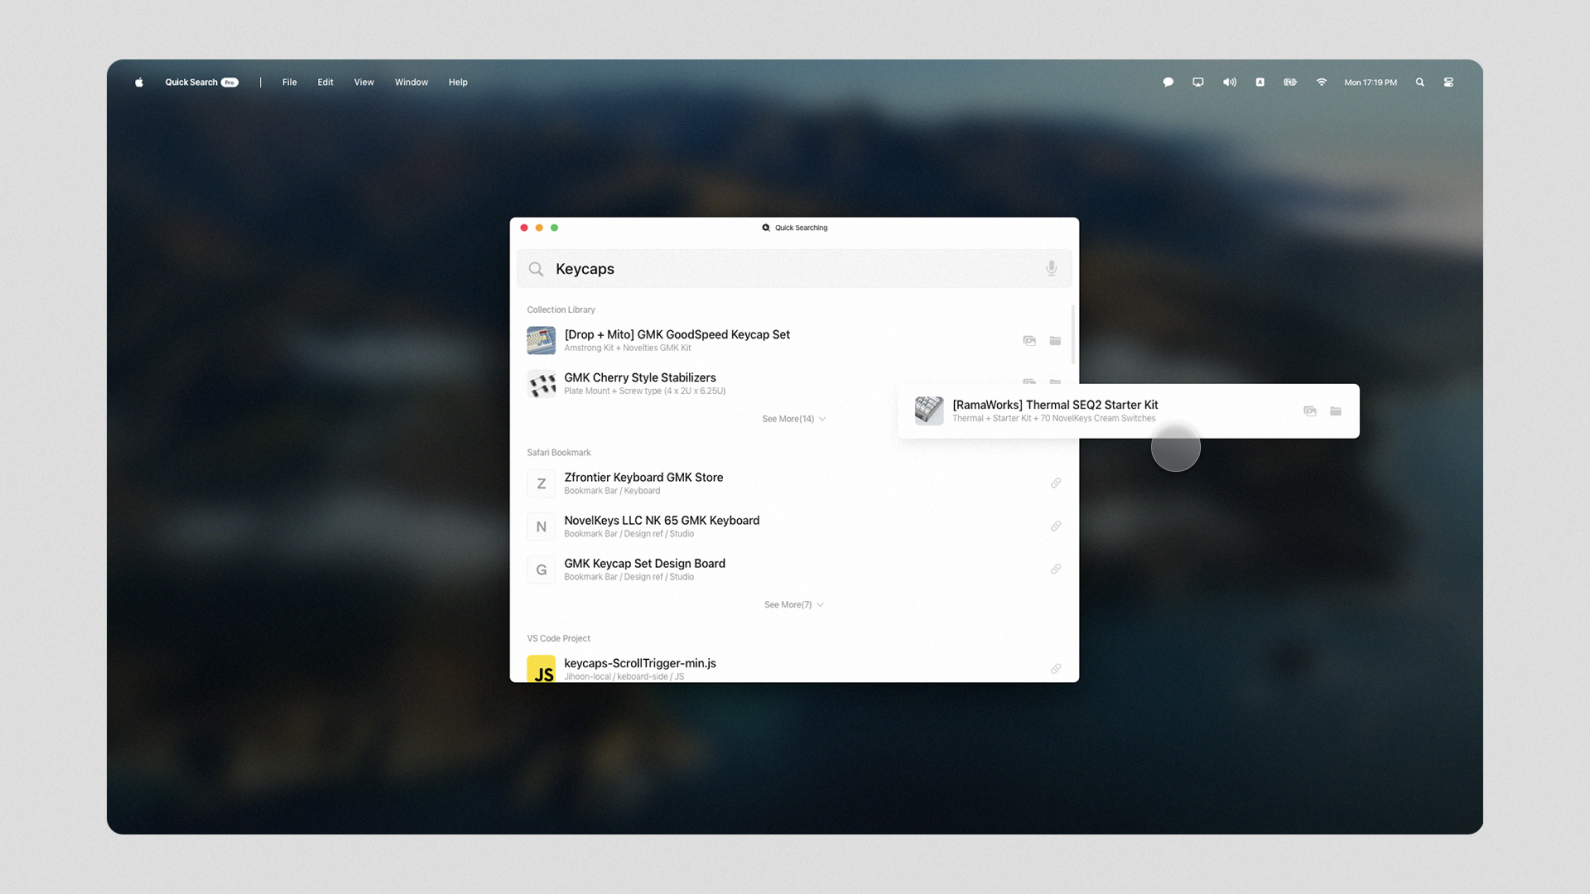 Quick Search Pro | File Edit View Window Help
A Mon 17:19 PM
Quick Searching
Keycaps
Collection Library
[Drop + Mito] GMK GoodSpeed Keycap Set
Amstrong Kit + Novelties GMK Kit
GMK Cherry Style Stabilizers
Plate Mount + Screw type (4 x 2U x 6.25U)
[RamaWorks] Thermal SEQ2 Starter Kit
Thermal + Starter Kit + 70 NovelKeys Cream Switches
See More(14)
Safari Bookmark
Z
Zfrontier Keyboard GMK Store
Bookmark Bar / Keyboard
N
NovelKeys LLC NK 65 GMK Keyboard
Bookmark Bar / Design ref / Studio
G
GMK Keycap Set Design Board
Bookmark Bar / Design ref / Studio
See More(7)
VS Code Project
JS
keycaps-ScrollTrigger-min.js
Jihoon-local / keboard-side / JS